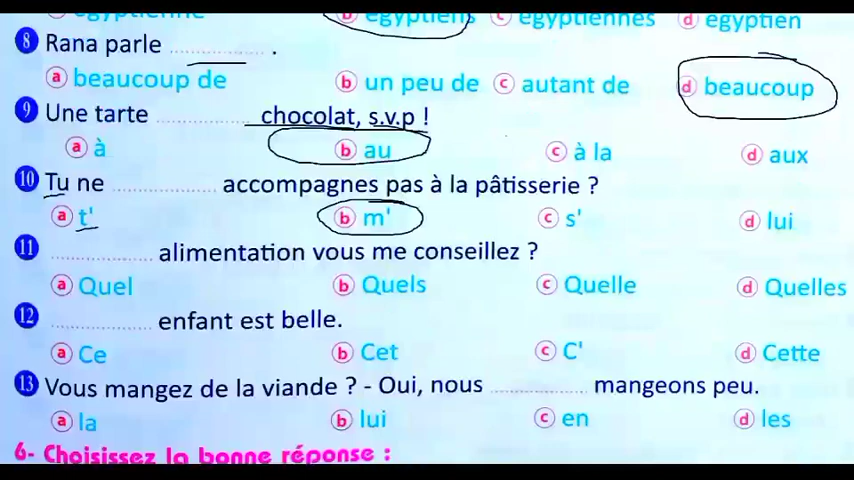 ⓐ égyptienne ⓑ égyptiens ⓒ égyptiennes ⓓ égyptien
8 Rana parle .................... .
ⓐ beaucoup de ⓑ un peu de ⓒ autant de ⓓ beaucoup
9 Une tarte .................... chocolat, s.v.p !
ⓐ à ⓑ au ⓒ à la ⓓ aux
10 Tu ne .................... accompagnes pas à la pâtisserie ?
ⓐ t' ⓑ m' ⓒ s' ⓓ lui
11 .................... alimentation vous me conseillez ?
ⓐ Quel ⓑ Quels ⓒ Quelle ⓓ Quelles
12 .................... enfant est belle.
ⓐ Ce ⓑ Cet ⓒ C' ⓓ Cette
13 Vous mangez de la viande ? - Oui, nous .................... mangeons peu.
ⓐ la ⓑ lui ⓒ en ⓓ les
6- Choisissez la bonne réponse :